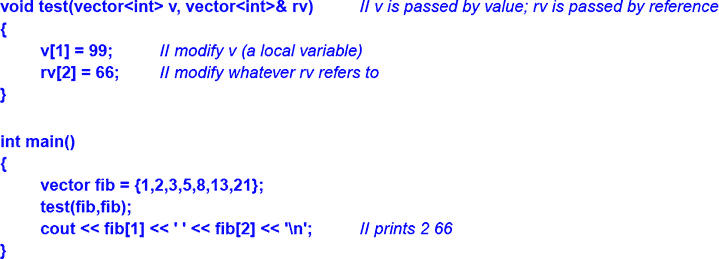 void test(vector<int> v, vector<int>& rv) // v is passed by value; rv is passed by reference
{
v[1] = 99; // modify v (a local variable)
rv[2] = 66; // modify whatever rv refers to
}
int main()
{
vector fib = {1,2,3,5,8,13,21};
test(fib,fib);
cout << fib[1] << ' ' << fib[2] << '\n'; // prints 2 66
}